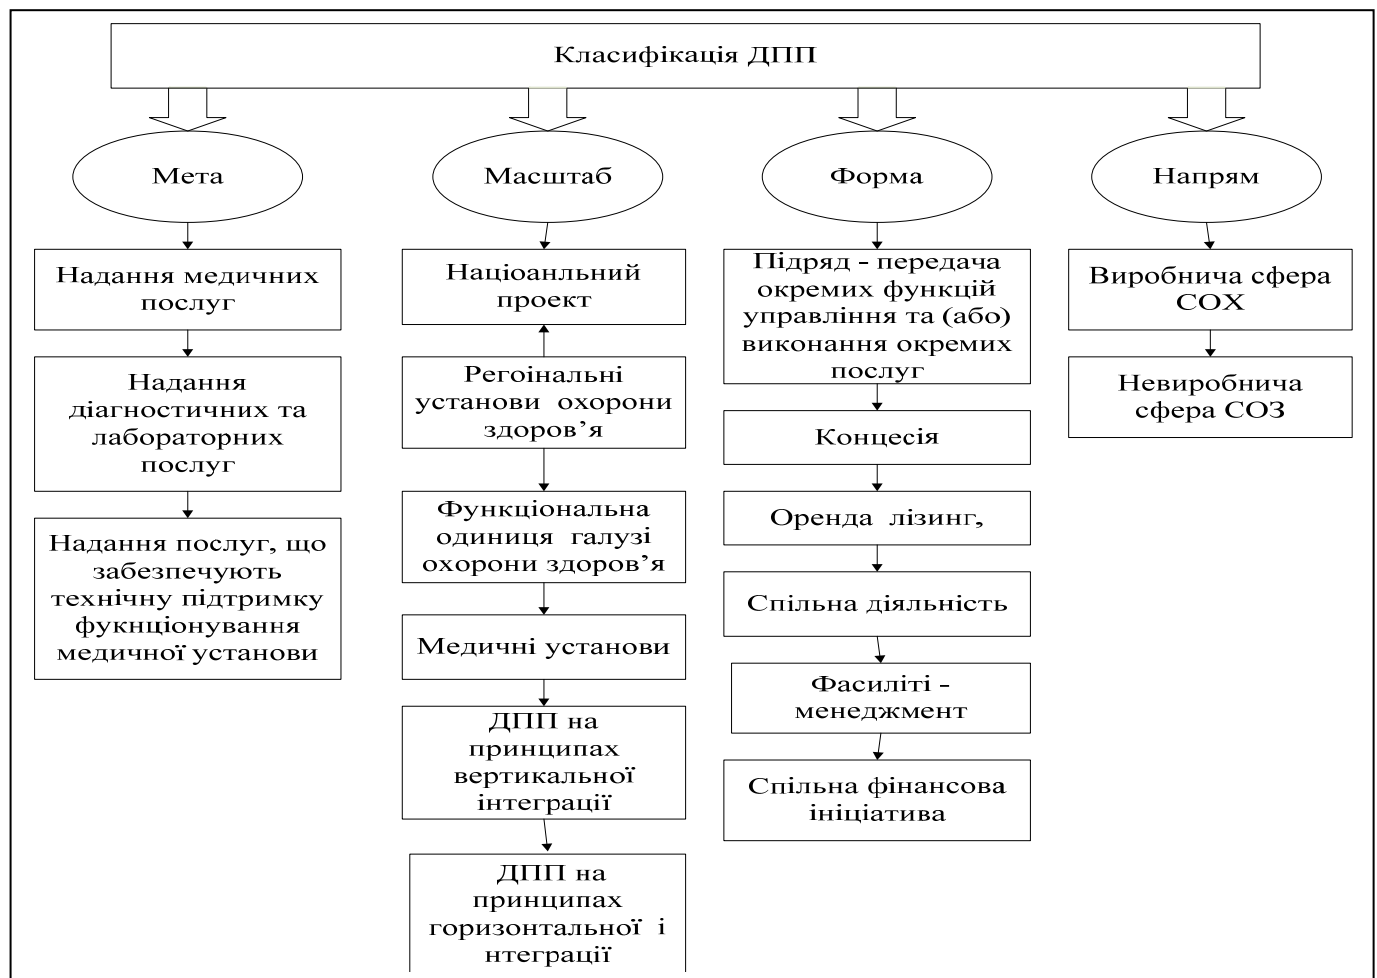 Класифікація ДПП
Мета
Надання медичних
послуг
Надання
діагностичних та
лабораторних
послуг
Надання послуг, що
забезпечують
технічну підтримку
фукнціонування
медичної установи
Масштаб
Націоанльний
проект
Регоінальні
установи охорони
здоров’я
Функціональна
одиниця галузі
охорони здоров’я
Медичні установи
ДПП на
принципах
вертикальної
інтеграції
ДПП на
принципах
горизонтальної і
нтеграції
Форма
Підряд - передача
окремих функцій
управління та (або)
виконання окремих
послуг
Концесія
Оренда лізинг,
Спільна діяльність
Фасиліті -
менеджмент
Спільна фінансова
ініціатива
Напрям
Виробнича сфера
СОХ
Невиробнича
сфера СОЗ